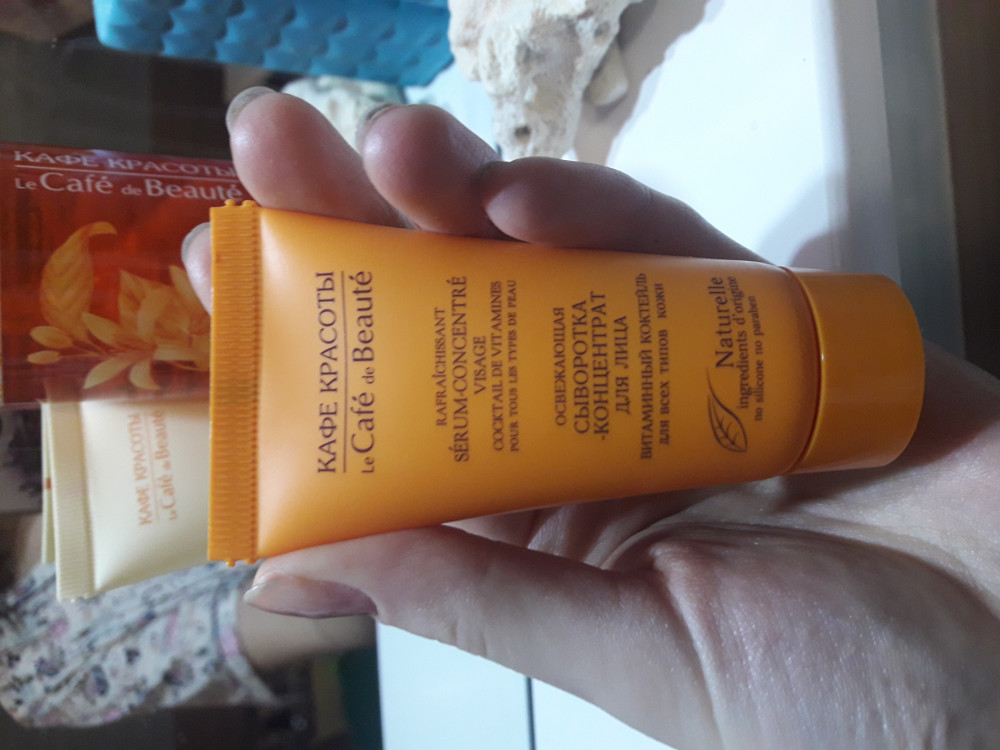 КАФЕ КРАСОТЫ
Le Café de Beauté
RAFRAÎCHISSANT
SÉRUM-CONCENTRÉ
VISAGE
COCKTAIL DE VITAMINES
POUR TOUS LES TYPES DE PEAU
ОСВЕЖАЮЩАЯ
СЫВОРОТКА
-КОНЦЕНТРАТ
ДЛЯ ЛИЦА
ВИТАМИННЫЙ КОКТЕЙЛЬ
ДЛЯ ВСЕХ ТИПОВ КОЖИ
Naturelle
ingredients d'origine
no silicone no paraben
КАФЕ КРАСОТЫ
Le Café de Beauté
КАФЕ КРАСОТЫ
Le Café de Beauté